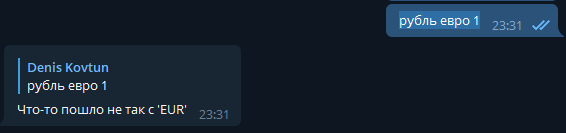 рубль евро 1
23:31
Denis Kovtun
рубль евро 1
Что-то пошло не так с 'EUR' 23:31